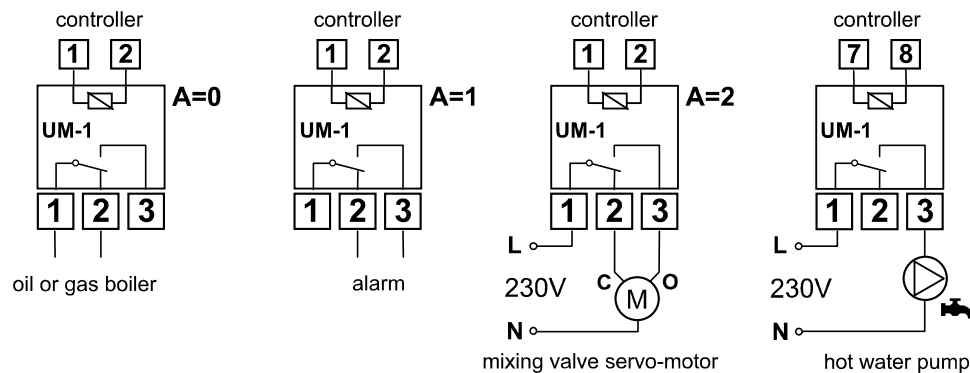 controller
1 2
A=0
UM-1
1 2 3
oil or gas boiler
controller
1 2
A=1
UM-1
1 2 3
alarm
controller
1 2
A=2
UM-1
1 2 3
L
230V
C O
M
N
mixing valve servo-motor
controller
7 8
UM-1
1 2 3
L
230V
N
hot water pump